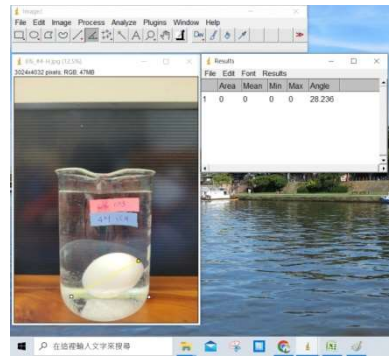 ImageJ
File Edit Image Process Analyze Plugins Window Help
Dev
3024x4032 pixels; RGB; 47MB
Results
File Edit Font Results
Area Mean Min Max Angle
1 0 0 0 0 28.236
在這裡輸入文字來搜尋